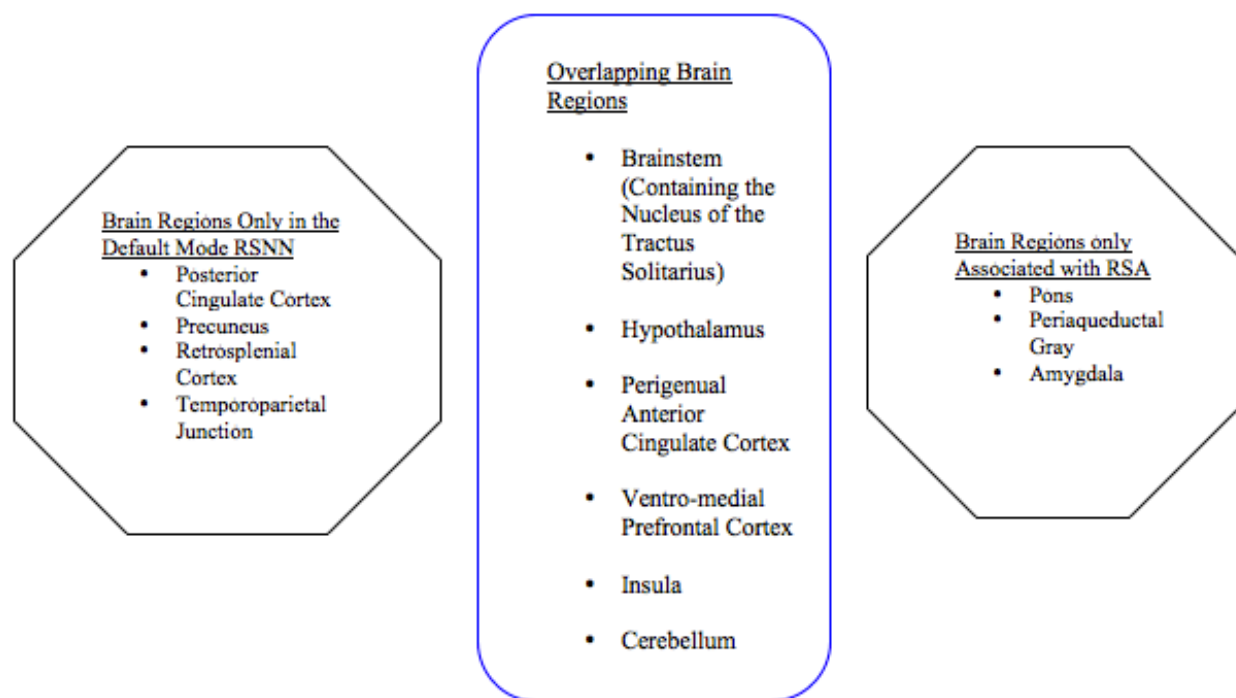 Brain Regions Only in the
Default Mode RSNN
• Posterior
Cingulate Cortex
• Precuneus
• Retrosplenial
Cortex
• Temporoparietal
Junction
Overlapping Brain
Regions
• Brainstem
(Containing the
Nucleus of the
Tractus
Solitarius)
• Hypothalamus
• Perigenual
Anterior
Cingulate Cortex
• Ventro-medial
Prefrontal Cortex
• Insula
• Cerebellum
Brain Regions only
Associated with RSA
• Pons
• Periaqueductal
Gray
• Amygdala